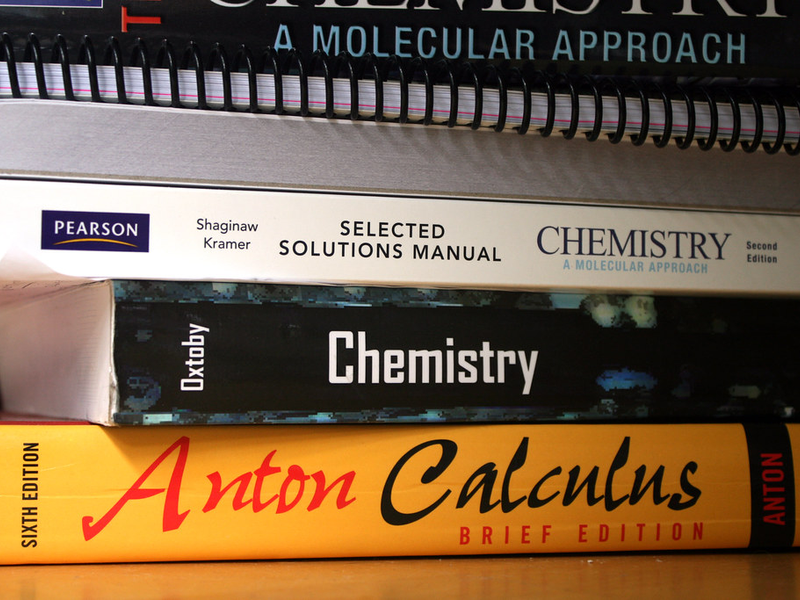 CHEMISTRY
A MOLECULAR APPROACH
PEARSON
Shaginaw
Kramer
SELECTED
SOLUTIONS MANUAL
CHEMISTRY
A MOLECULAR APPROACH
Second
Edition
Oxtoby
Chemistry
SIXTH EDITION
Anton Calculus
BRIEF EDITION
ANTON